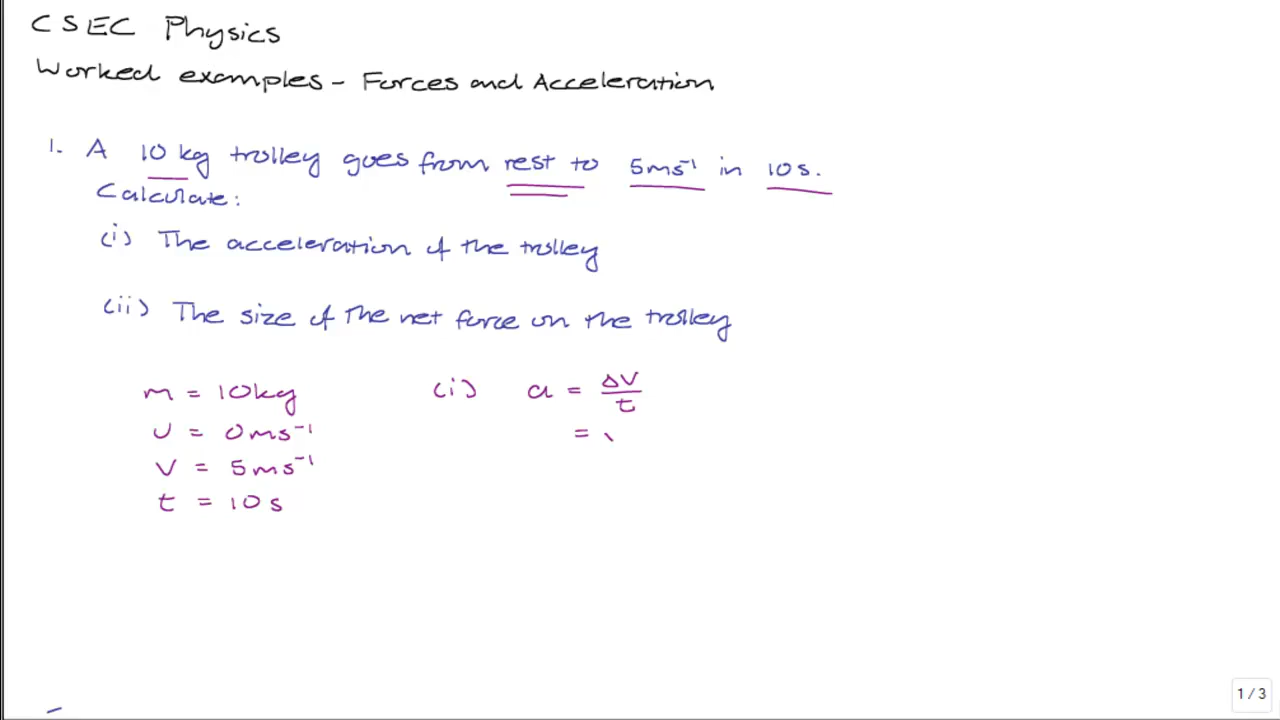 CSEC Physics
Worked examples - Forces and Acceleration
1. A 10 kg trolley goes from rest to 5ms⁻¹ in 10s.
Calculate:
(i) The acceleration of the trolley
(ii) The size of the net force on the trolley
m = 10kg
U = 0ms⁻¹
V = 5ms⁻¹
t = 10s
(i) a = ΔV/t
=
1 / 3